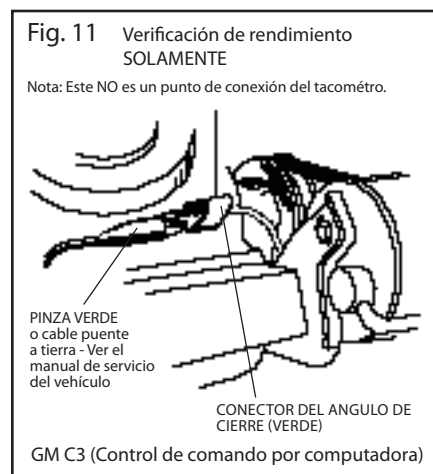 Fig. 11 Verificación de rendimiento
SOLAMENTE
Nota: Este NO es un punto de conexión del tacométro.
PINZA VERDE
o cable puente
a tierra - Ver el
manual de servicio
del vehículo
CONECTOR DEL ANGULO DE
CIERRE (VERDE)
GM C3 (Control de comando por computadora)